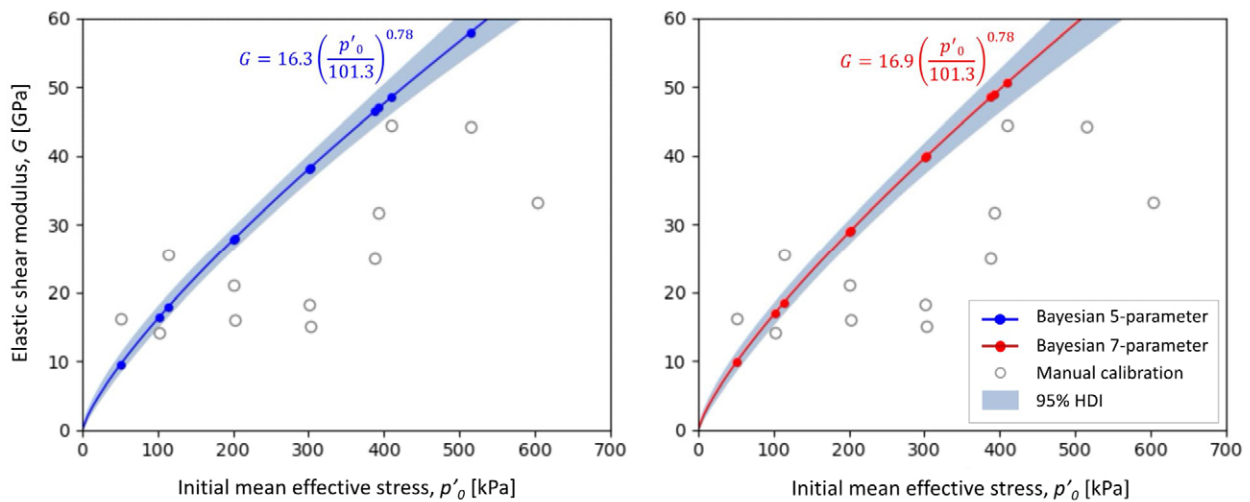 Elastic shear modulus, G [GPa]
60
50
40
30
20
10
0
0 100 200 300 400 500 600 700
Initial mean effective stress, p′₀ [kPa]
G = 16.3 (p′₀/101.3)^0.78
60
50
40
30
20
10
0
0 100 200 300 400 500 600 700
Initial mean effective stress, p′₀ [kPa]
G = 16.9 (p′₀/101.3)^0.78
Bayesian 5-parameter
Bayesian 7-parameter
Manual calibration
95% HDI